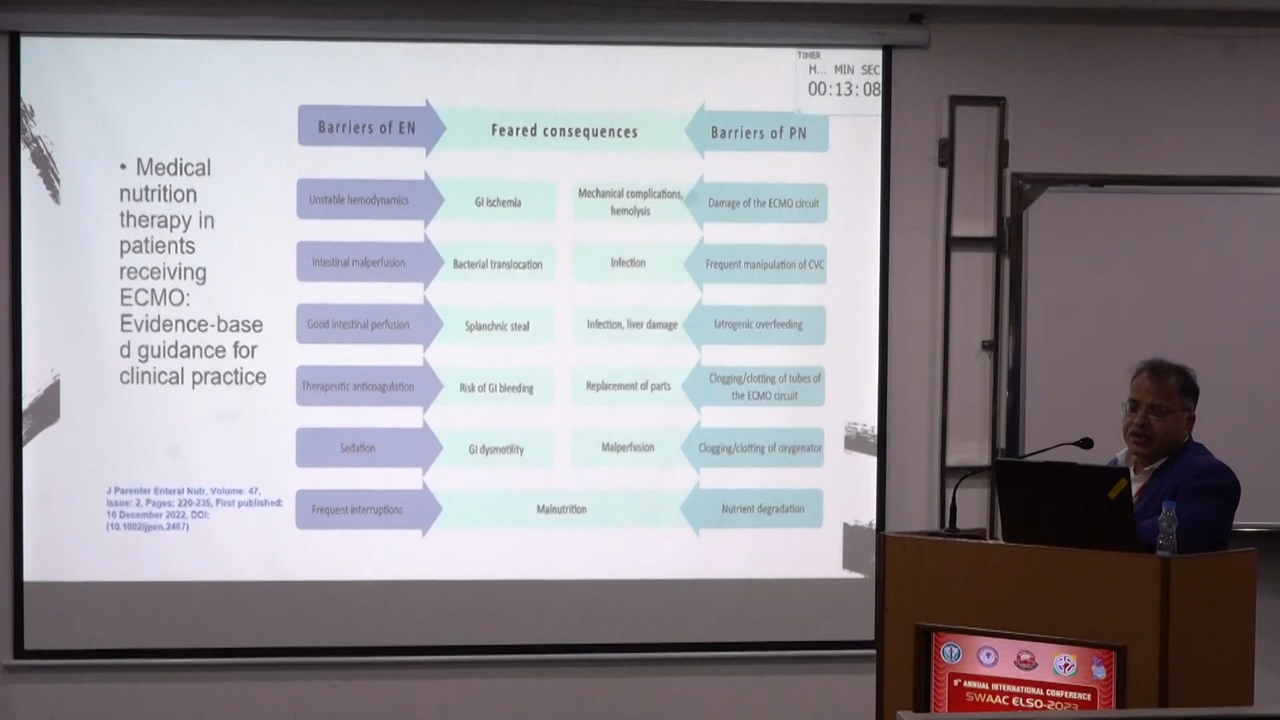 TIMER
H... MIN SEC
00:13:08
Barriers of EN
Feared consequences
Barriers of PN
• Medical
nutrition
therapy in
patients
receiving
ECMO:
Evidence-base
d guidance for
clinical practice
Unstable hemodynamics
GI ischemia
Mechanical complications,
hemolysis
Damage of the ECMO circuit
Intestinal malperfusion
Bacterial translocation
Infection
Frequent manipulation of CVC
Good intestinal perfusion
Splanchnic steal
Infection, liver damage
Iatrogenic overfeeding
Therapeutic anticoagulation
Risk of GI bleeding
Replacement of parts
Clogging/clotting of tubes of
the ECMO circuit
Sedation
GI dysmotility
Malperfusion
Clogging/clotting of oxygenator
Frequent interruptions
Malnutrition
Nutrient degradation
J Parenter Enteral Nutr, Volume: 47,
Issue: 2, Pages: 220-235, First published:
10 December 2022, DOI:
(10.1002/jpen.2467)
9th ANNUAL INTERNATIONAL CONFERENCE
SWAAC ELSO-2023